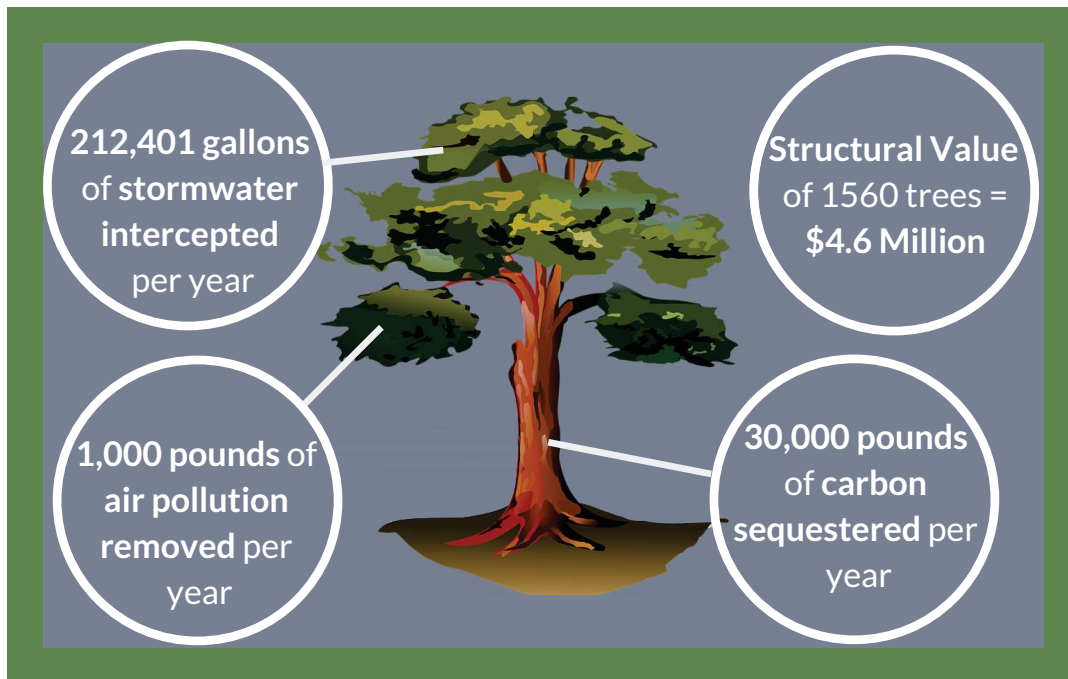 212,401 gallons
of stormwater
intercepted
per year
Structural Value
of 1560 trees =
$4.6 Million
1,000 pounds of
air pollution
removed per
year
30,000 pounds
of carbon
sequestered per
year